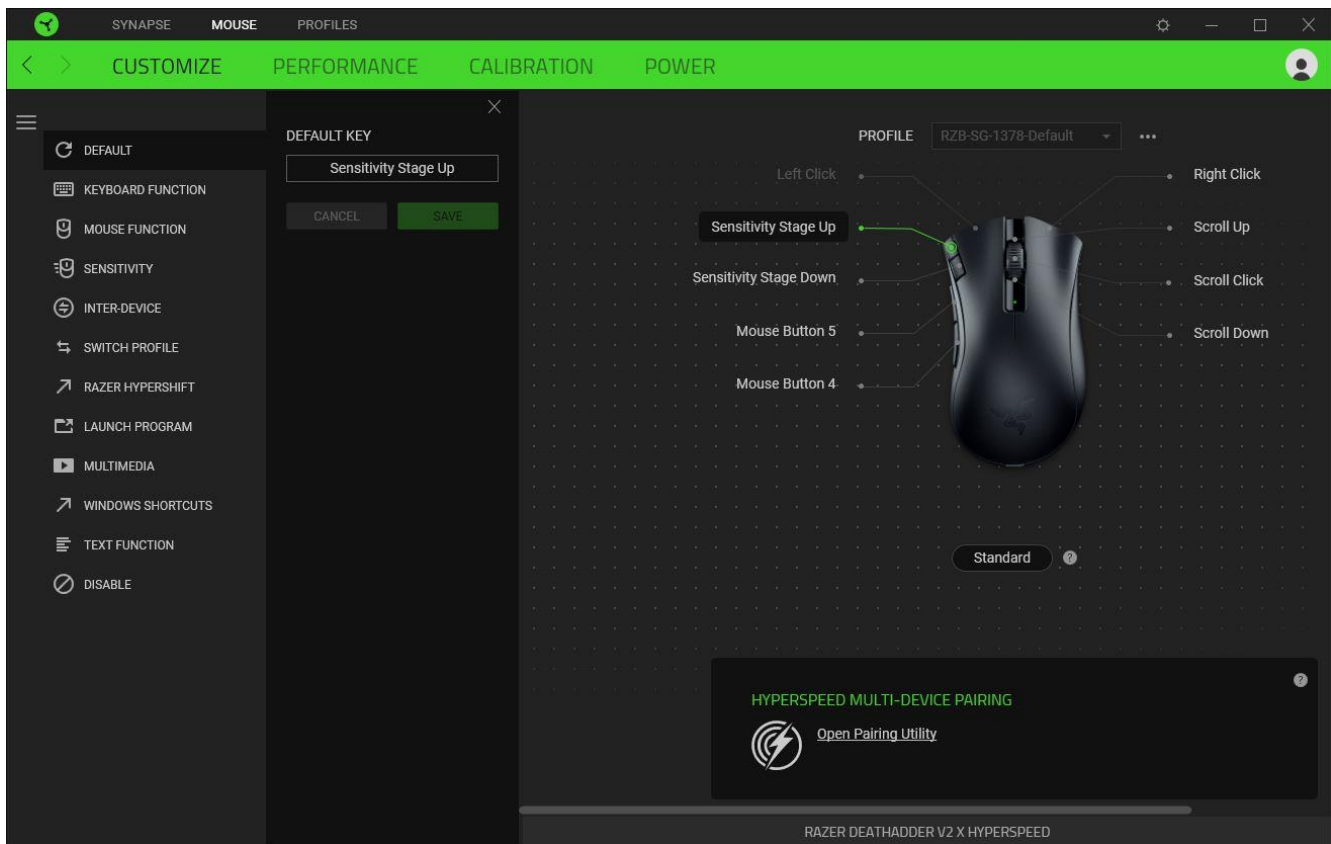 SYNAPSE MOUSE PROFILES
CUSTOMIZE PERFORMANCE CALIBRATION POWER
DEFAULT
KEYBOARD FUNCTION
MOUSE FUNCTION
SENSITIVITY
INTER-DEVICE
SWITCH PROFILE
RAZER HYPERSHIFT
LAUNCH PROGRAM
MULTIMEDIA
WINDOWS SHORTCUTS
TEXT FUNCTION
DISABLE
DEFAULT KEY
Sensitivity Stage Up
CANCEL SAVE
PROFILE RZB-SG-1378-Default
Left Click
Sensitivity Stage Up
Sensitivity Stage Down
Mouse Button 5
Mouse Button 4
Right Click
Scroll Up
Scroll Click
Scroll Down
Standard ?
?
HYPERSPEED MULTI-DEVICE PAIRING
Open Pairing Utility
RAZER DEATHADDER V2 X HYPERSPEED